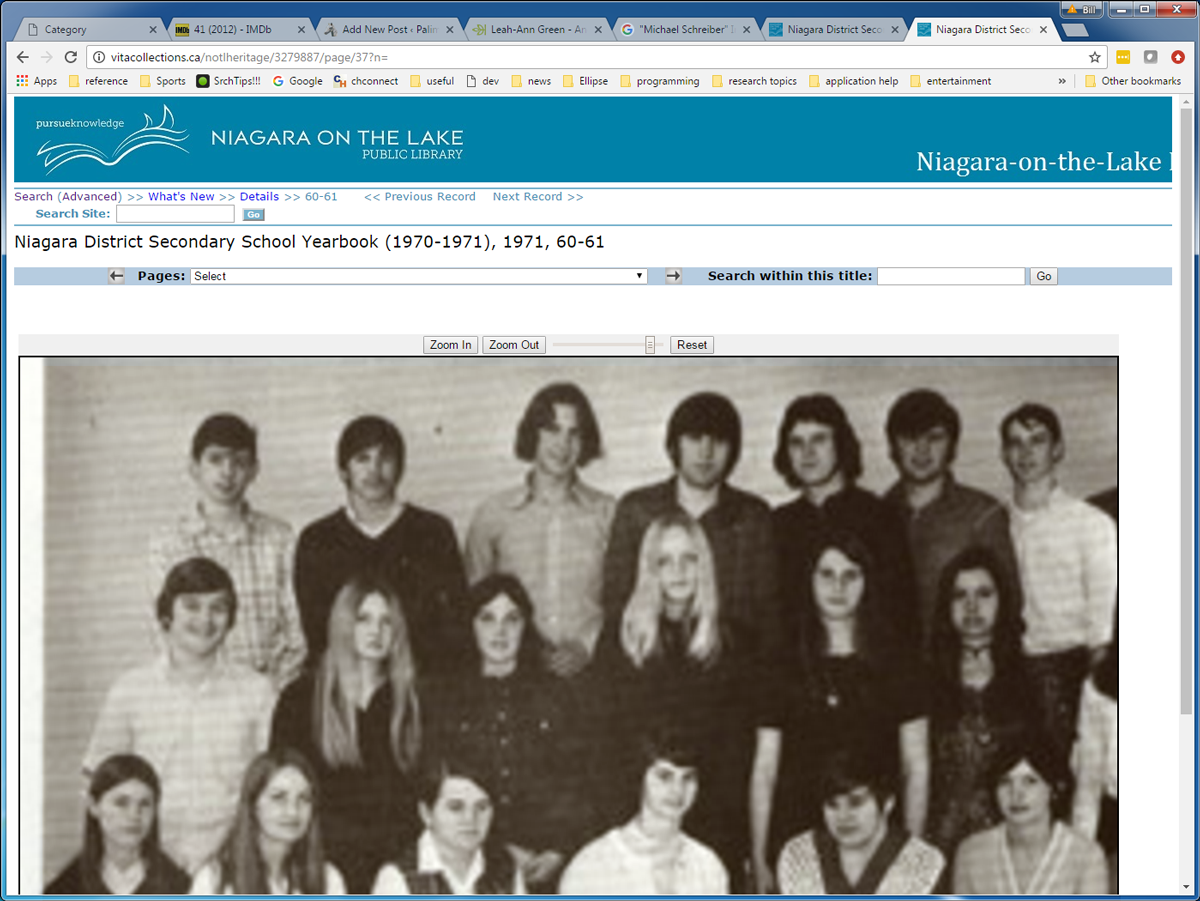 Bill
Category
IMDb 41 (2012) - IMDb
Add New Post ‹ Palim
Leah-Ann Green - An
"Michael Schreiber" I
Niagara District Seco
Niagara District Seco
vitacollections.ca/notlheritage/3279887/page/37?n=
Apps reference Sports SrchTips!!! Google chconnect useful dev news Ellipse programming research topics application help entertainment » Other bookmarks
pursueknowledge
NIAGARA ON THE LAKE
PUBLIC LIBRARY
Niagara-on-the-Lake
Search (Advanced) >> What's New >> Details >> 60-61 << Previous Record Next Record >>
Search Site: Go
Niagara District Secondary School Yearbook (1970-1971), 1971, 60-61
Pages: Select Search within this title: Go
Zoom In Zoom Out Reset